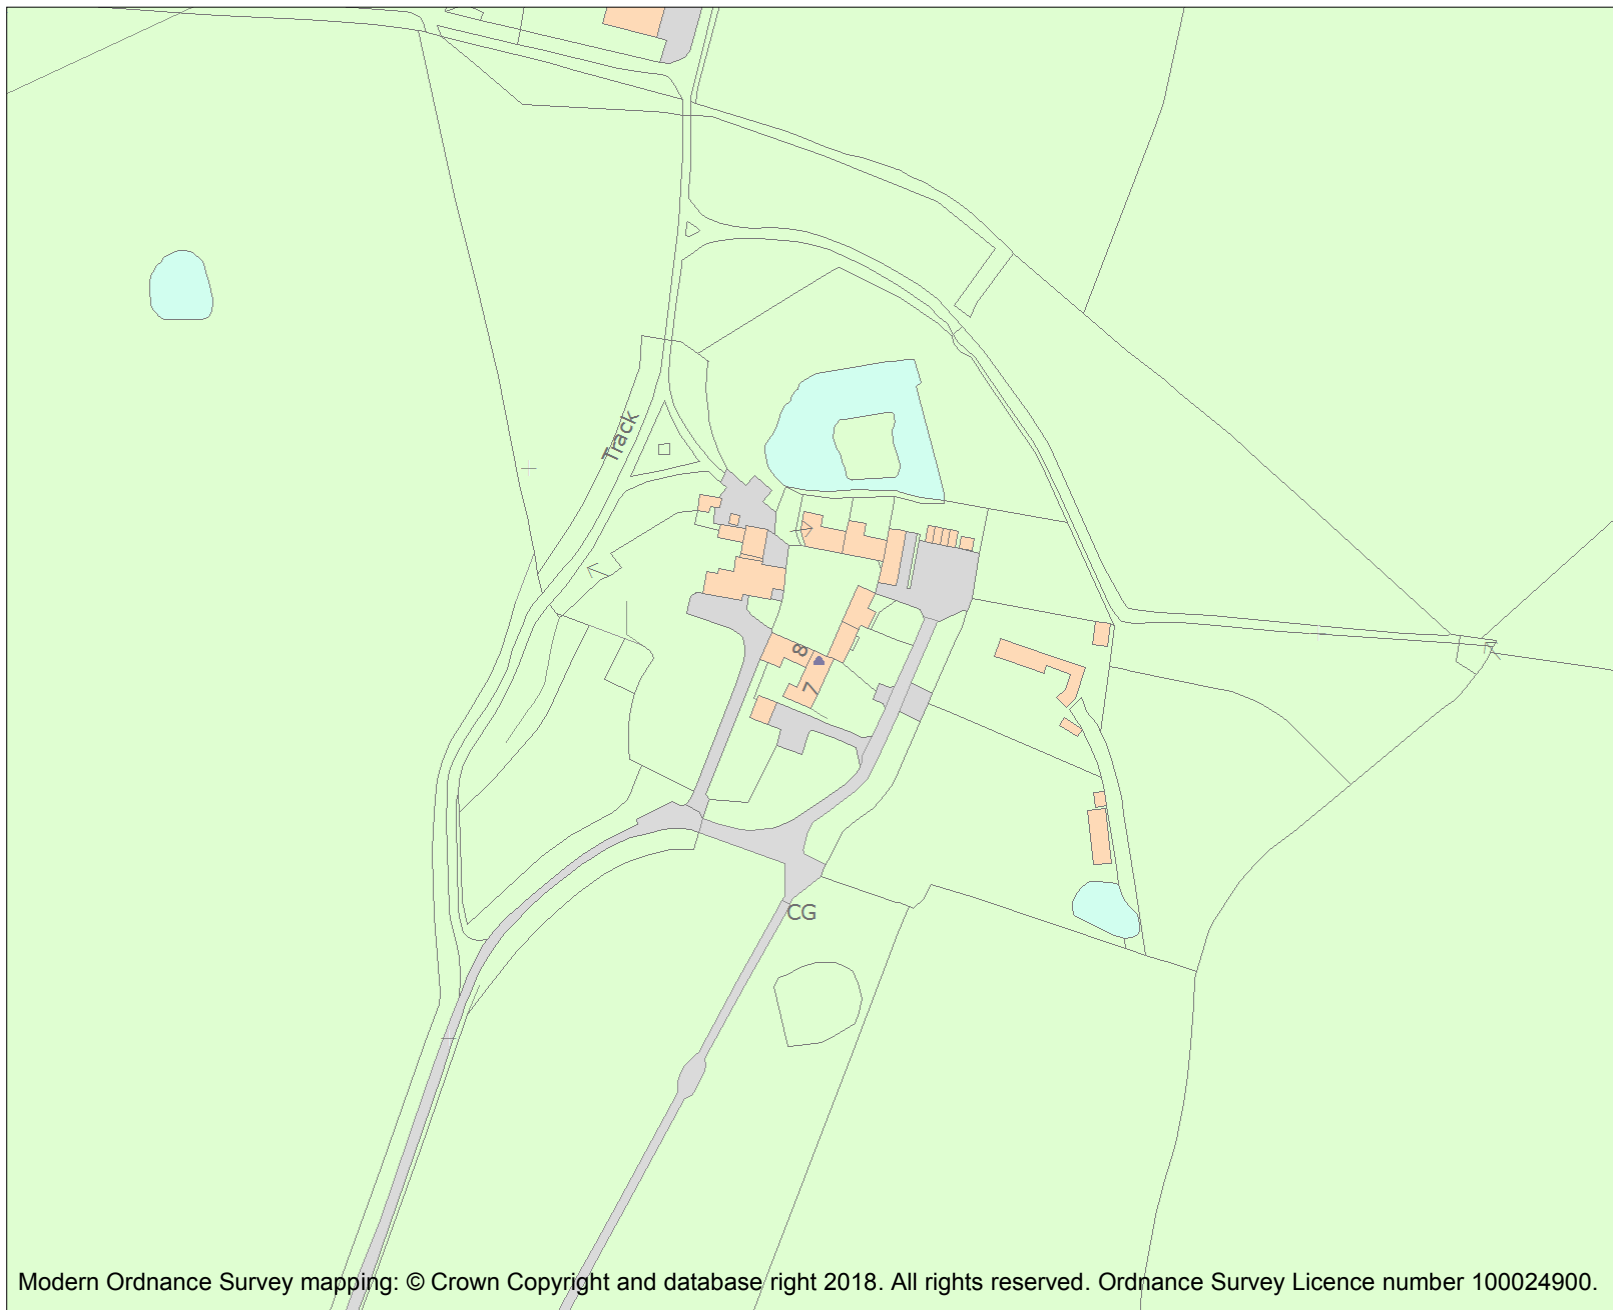 Track
8
7
CG
Modern Ordnance Survey mapping: © Crown Copyright and database right 2018. All rights reserved. Ordnance Survey Licence number 100024900.